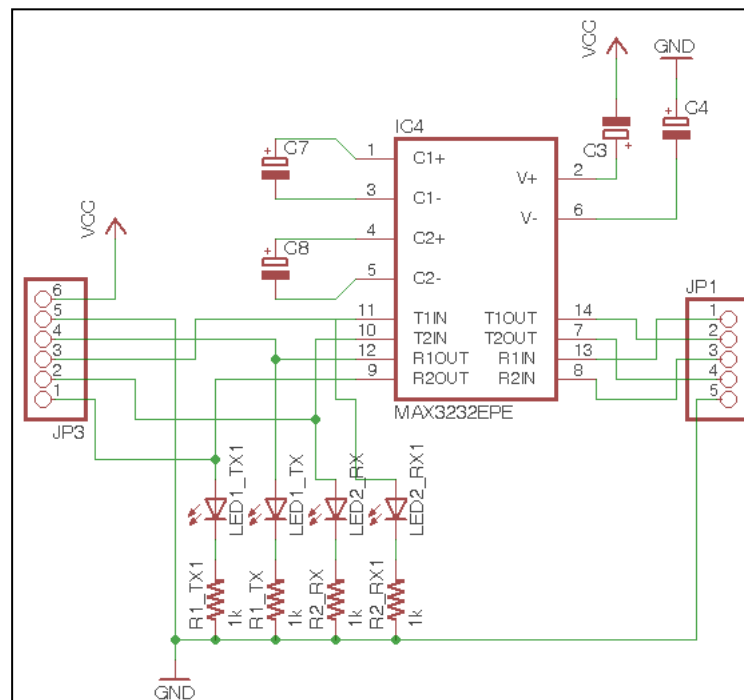 VCC
GND
IC4
+
C7
+
C4
C3
+
1
C1+
3
C1-
V+
2
4
C2+
V-
6
+
C8
5
C2-
VCC
JP1
6
5
4
3
2
1
JP3
11
T1IN
T1OUT
14
10
T2IN
T2OUT
7
12
R1OUT
R1IN
13
9
R2OUT
R2IN
8
1
2
3
4
5
MAX3232EPE
LED1_TX1
LED1_TX
LED2_RX
LED2_RX1
R1_TX1
1k
R1_TX
1k
R2_RX
1k
R2_RX1
1k
GND